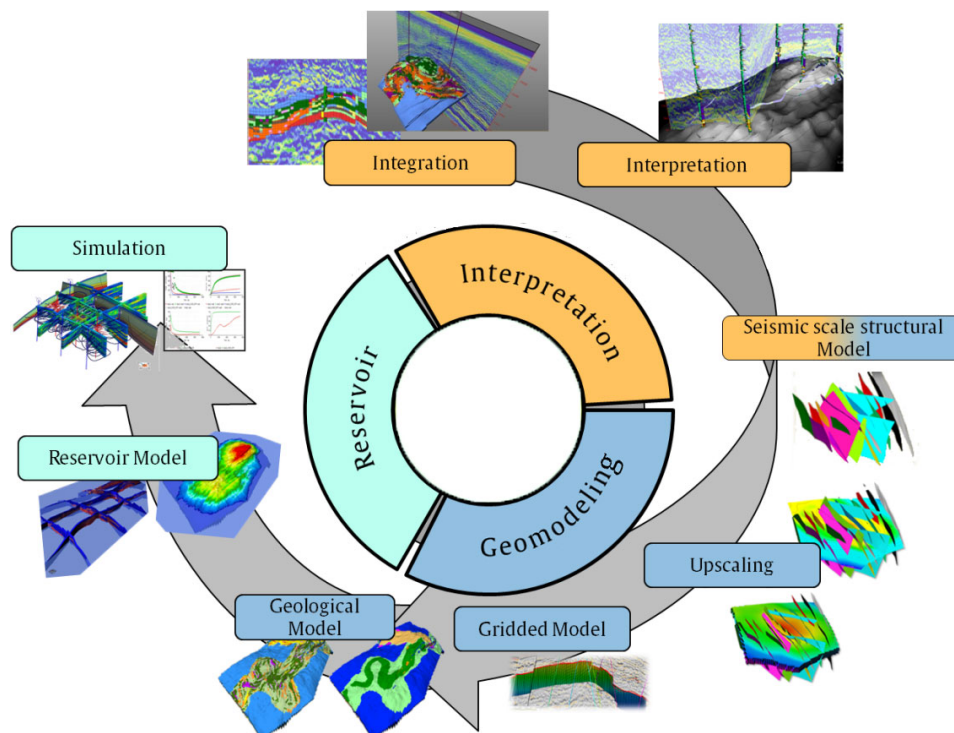 Integration
Interpretation
Simulation
Interpretation
Seismic scale structural
Model
Reservoir
Reservoir Model
Geomodeling
Upscaling
Geological
Model
Gridded Model